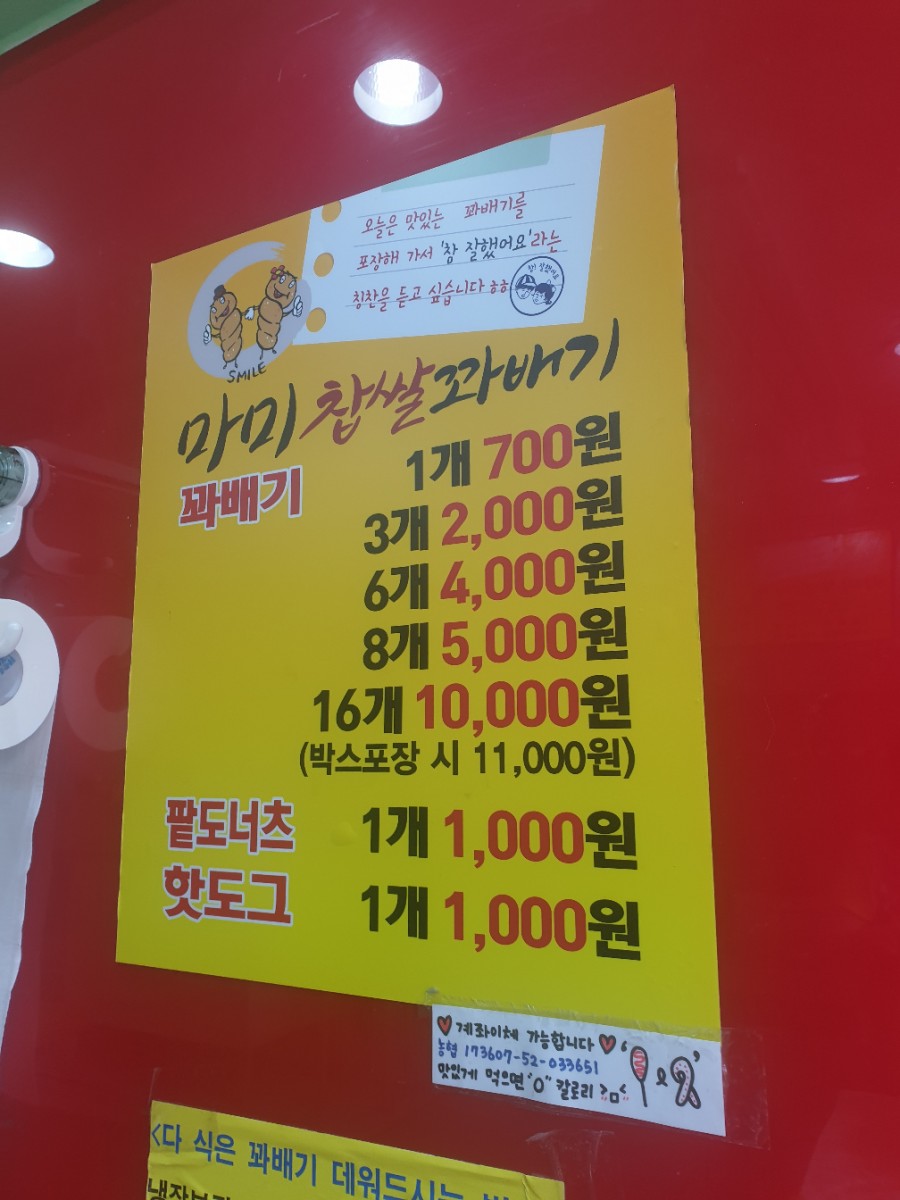 오늘은 맛있는 꽈배기를
포장해 가서 '참 잘했어요'라는
칭찬을 듣고 싶습니다 ㅎㅎ
참! 잘했어요
SMILE
마미 찹쌀꽈배기
꽈배기 1개 700원
3개 2,000원
6개 4,000원
8개 5,000원
16개 10,000원
(박스포장 시 11,000원)
팥도너츠 1개 1,000원
핫도그 1개 1,000원
♥계좌이체 가능합니다♥
농협 173607-52-033651
맛있게 먹으면 "0" 칼로리
<다 식은 꽈배기 데워드시는